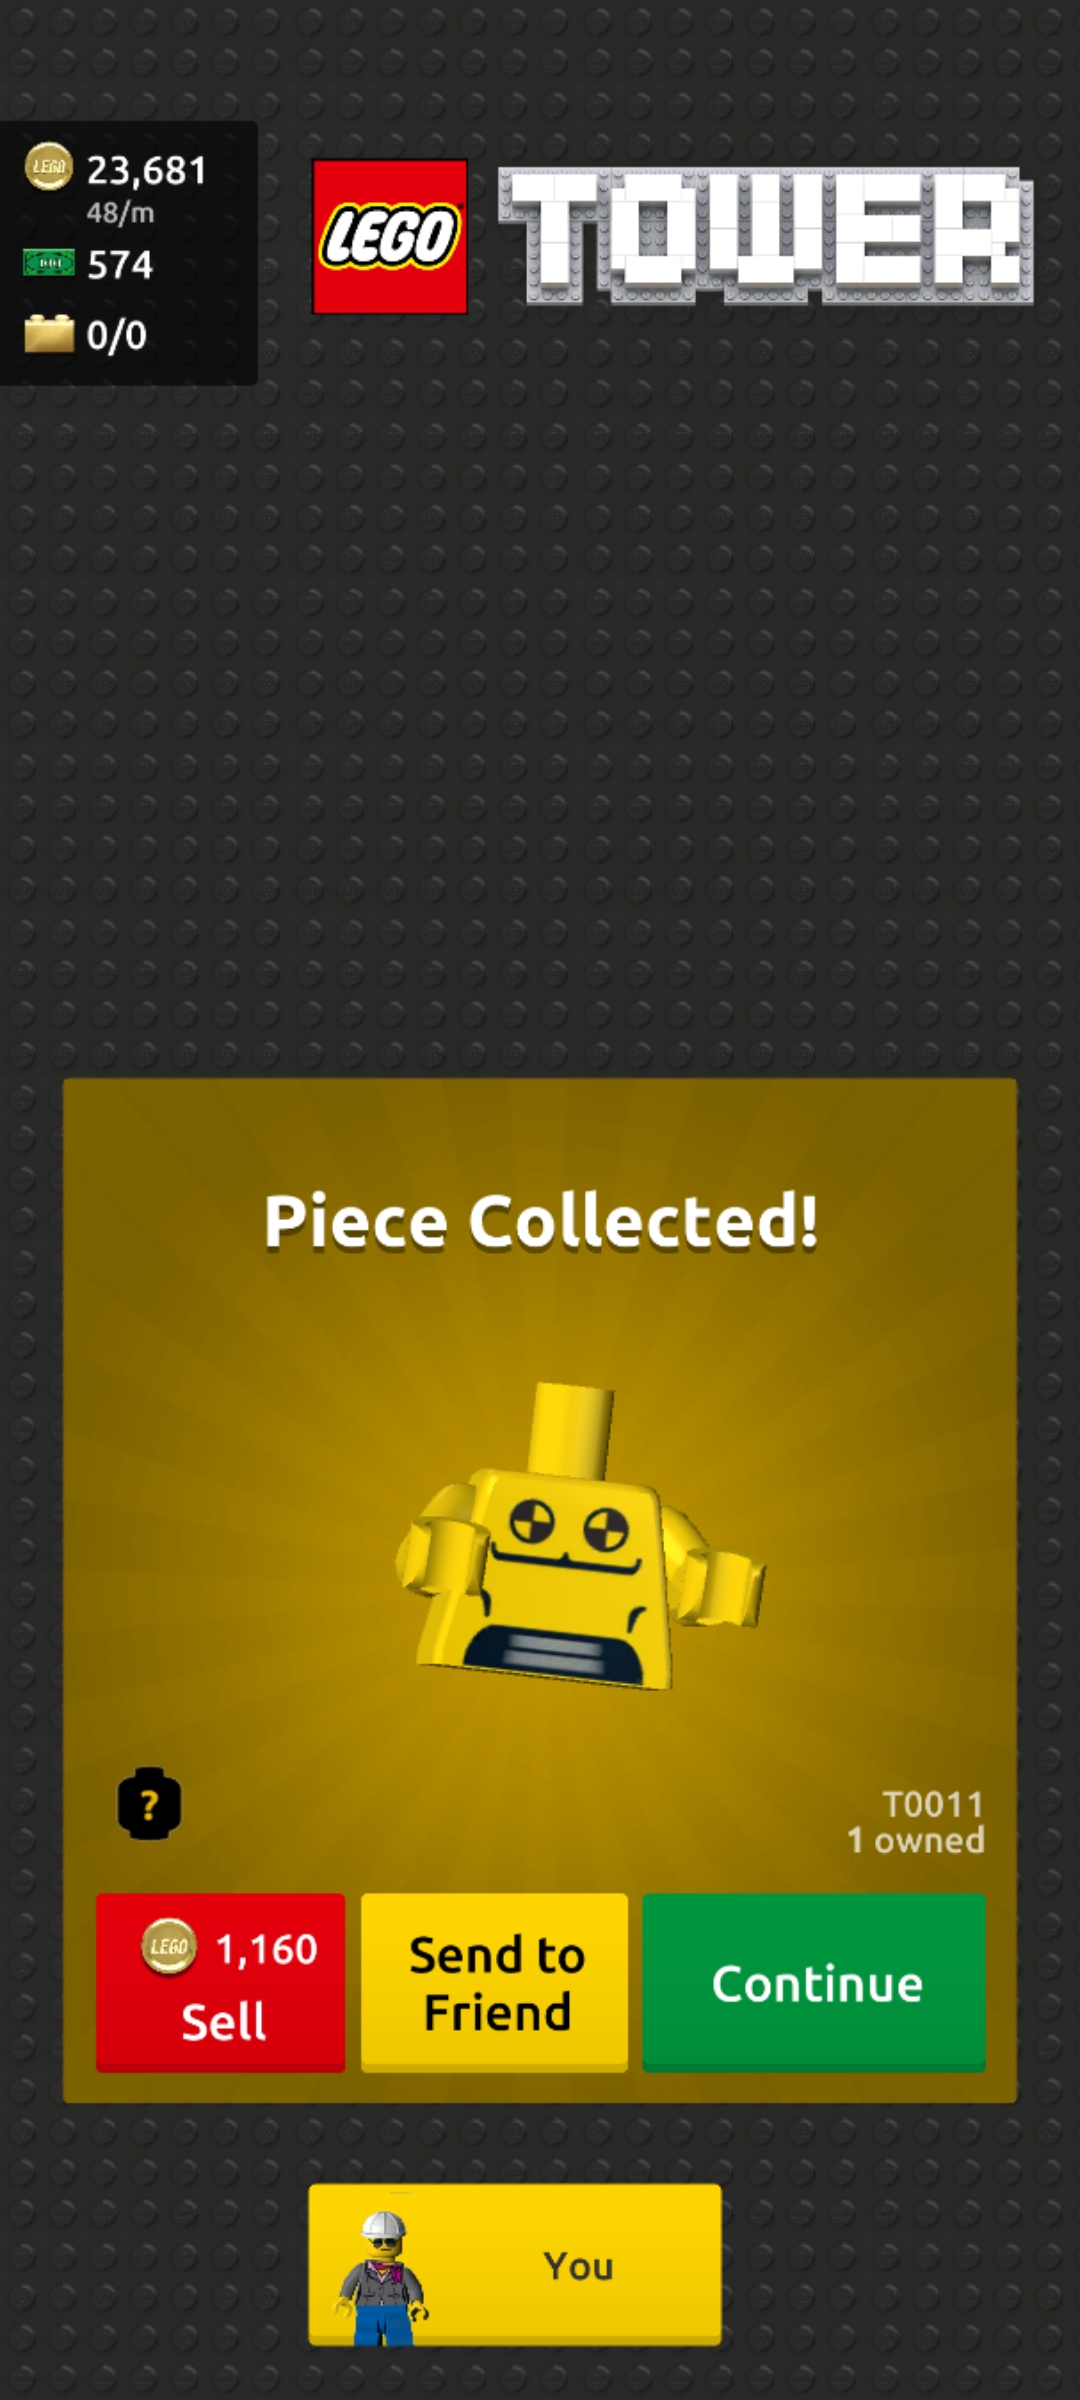 LEGO 23,681
48/m
574
0/0
LEGO
TOWER
Piece Collected!
?
T0011
1 owned
LEGO 1,160
Sell
Send to
Friend
Continue
You